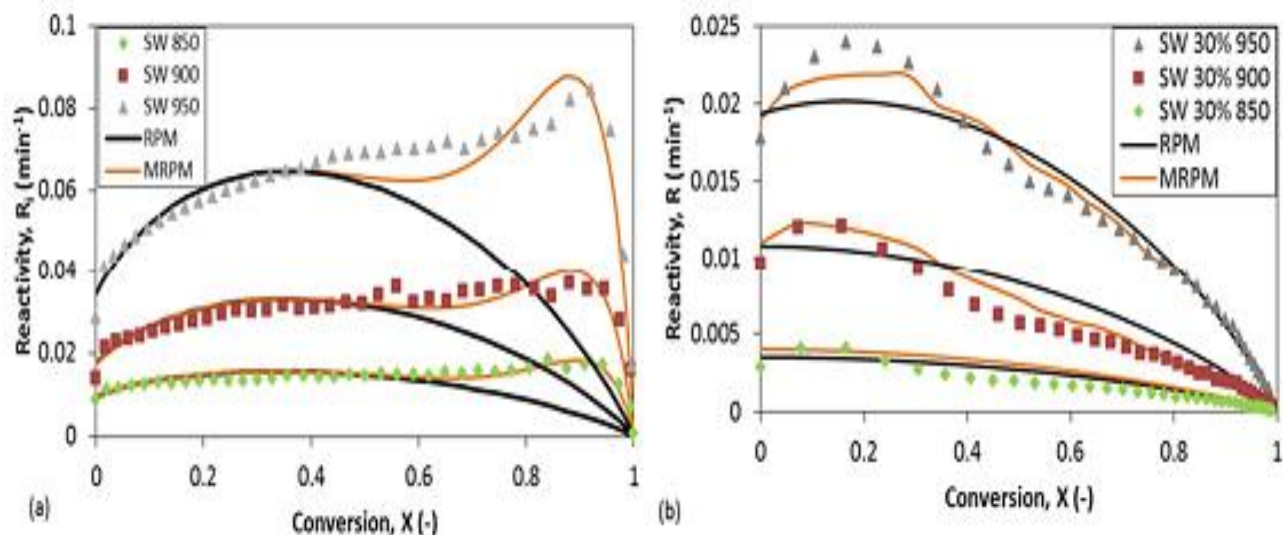 0.1
0.08
0.06
0.04
0.02
0
Reactivity, R, (min⁻¹)
SW 850
SW 900
SW 950
RPM
MRPM
0 0.2 0.4 0.6 0.8 1
Conversion, X (-)
(a)
0.025
0.02
0.015
0.01
0.005
0
Reactivity, R (min⁻¹)
SW 30% 950
SW 30% 900
SW 30% 850
RPM
MRPM
0 0.2 0.4 0.6 0.8 1
Conversion, X (-)
(b)